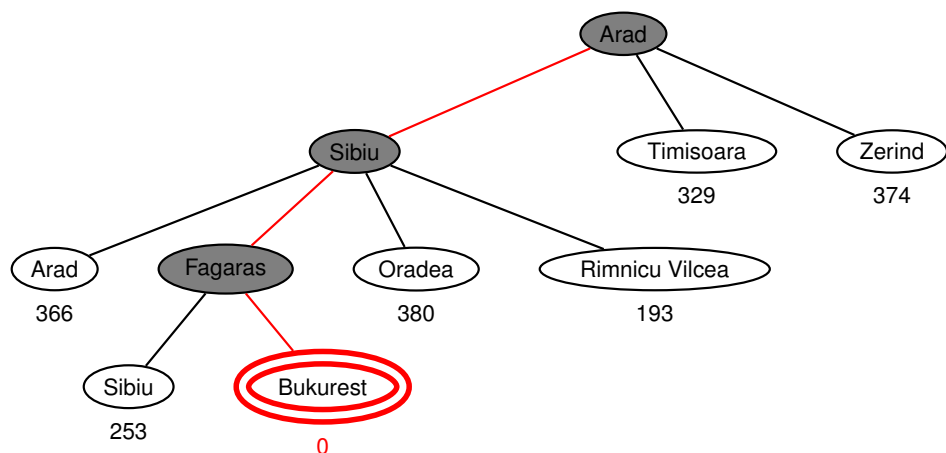 Arad
Sibiu
Timisoara
Zerind
329
374
Arad
Fagaras
Oradea
Rimnicu Vilcea
366
380
193
Sibiu
Bukurest
253
0